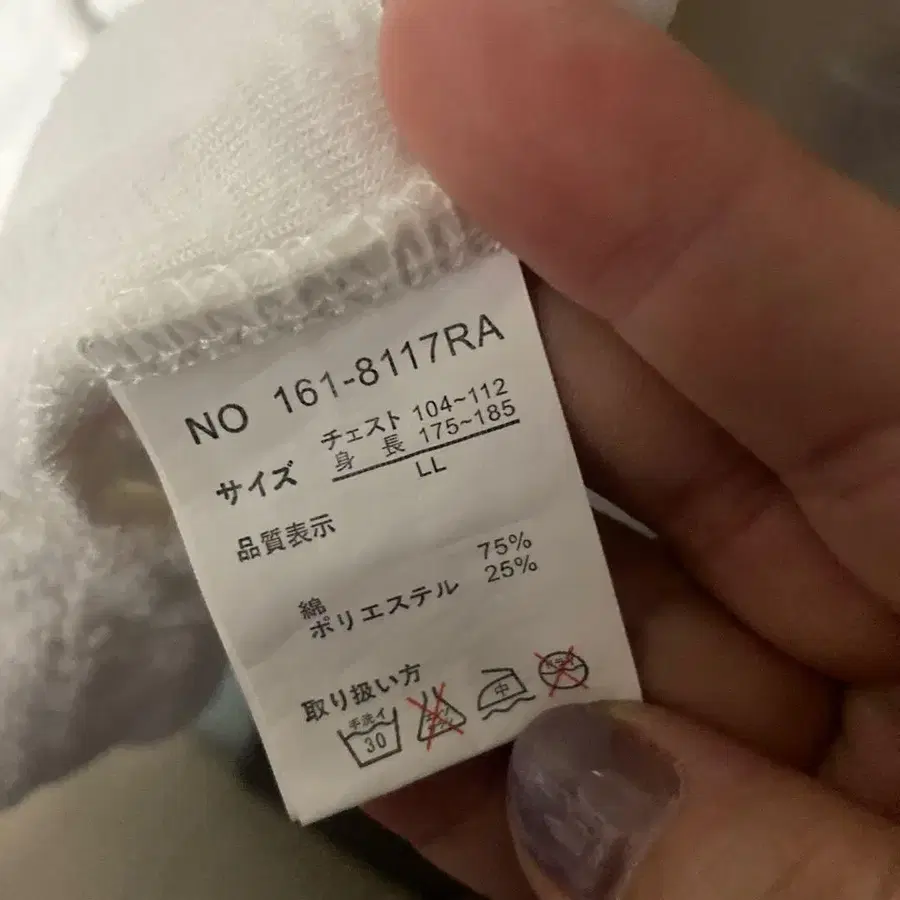 NO 161-8117RA
サイズ チェスト 104~112
身 長 175~185
LL
品質表示
綿 75%
ポリエステル 25%
取り扱い方
手洗イ
30
中